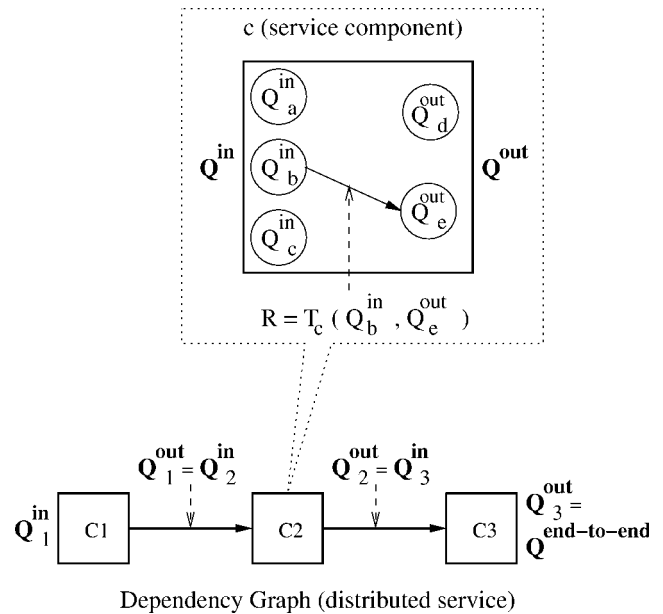 c (service component)
Q^in_a
Q^out_d
Q^in
Q^in_b
Q^out
Q^out_e
Q^in_c
R = T_c ( Q^in_b , Q^out_e )
Q^out_1 = Q^in_2
Q^out_2 = Q^in_3
Q^in_1
C1
C2
C3
Q^out_3 =
Q^end-to-end
Dependency Graph (distributed service)